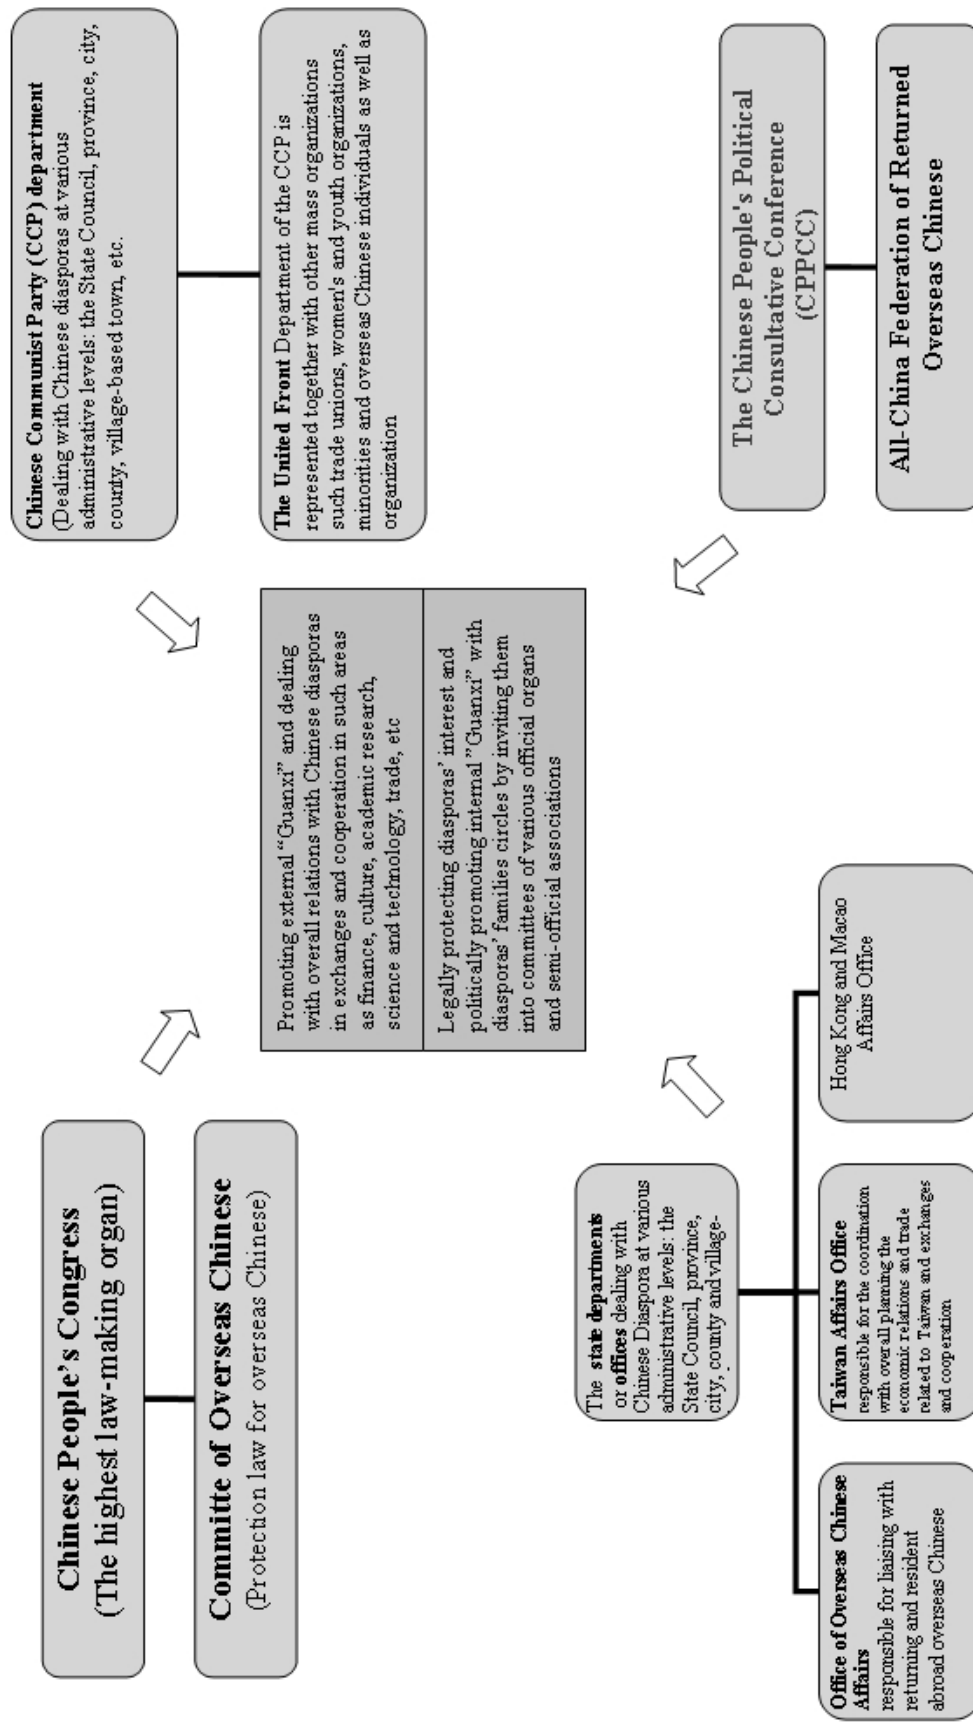 Chinese People's Congress
(The highest law-making organ)
Committe of Overseas Chinese
(Protection law for overseas Chinese)
Chinese Communist Party (CCP) department
(Dealing with Chinese diasporas at various
administrative levels: the State Council, province, city,
county, village-based town, etc.
The United Front Department of the CCP is
represented together with other mass organizations
such trade unions, women's and youth organizations,
minorities and overseas Chinese individuals as well as
organization
Promoting external "Guanxi" and dealing
with overall relations with Chinese diasporas
in exchanges and cooperation in such areas
as finance, culture, academic research,
science and technology, trade, etc
Legally protecting diasporas' interest and
politically promoting internal "Guanxi" with
diasporas' families circles by inviting them
into committees of various official organs
and semi-official associations
The state departments
or offices dealing with
Chinese Diaspora at various
administrative levels: the
State Council, province,
city, county and village-
Office of Overseas Chinese
Affairs
responsible for liaising with
returning and resident
abroad overseas Chinese
Taiwan Affairs Office
responsible for the coordination
with overall planning the
economic relations and trade
related to Taiwan and exchanges
and cooperation
Hong Kong and Macao
Affairs Office
The Chinese People's Political
Consultative Conference
(CPPCC)
All-China Federation of Returned
Overseas Chinese